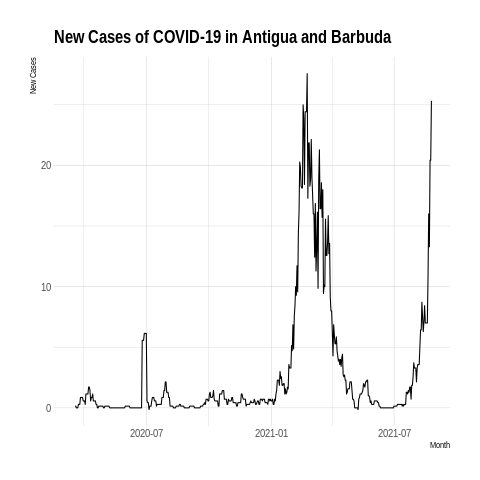 New Cases of COVID-19 in Antigua and Barbuda
New Cases
20
10
0
2020-07
2021-01
2021-07
Month